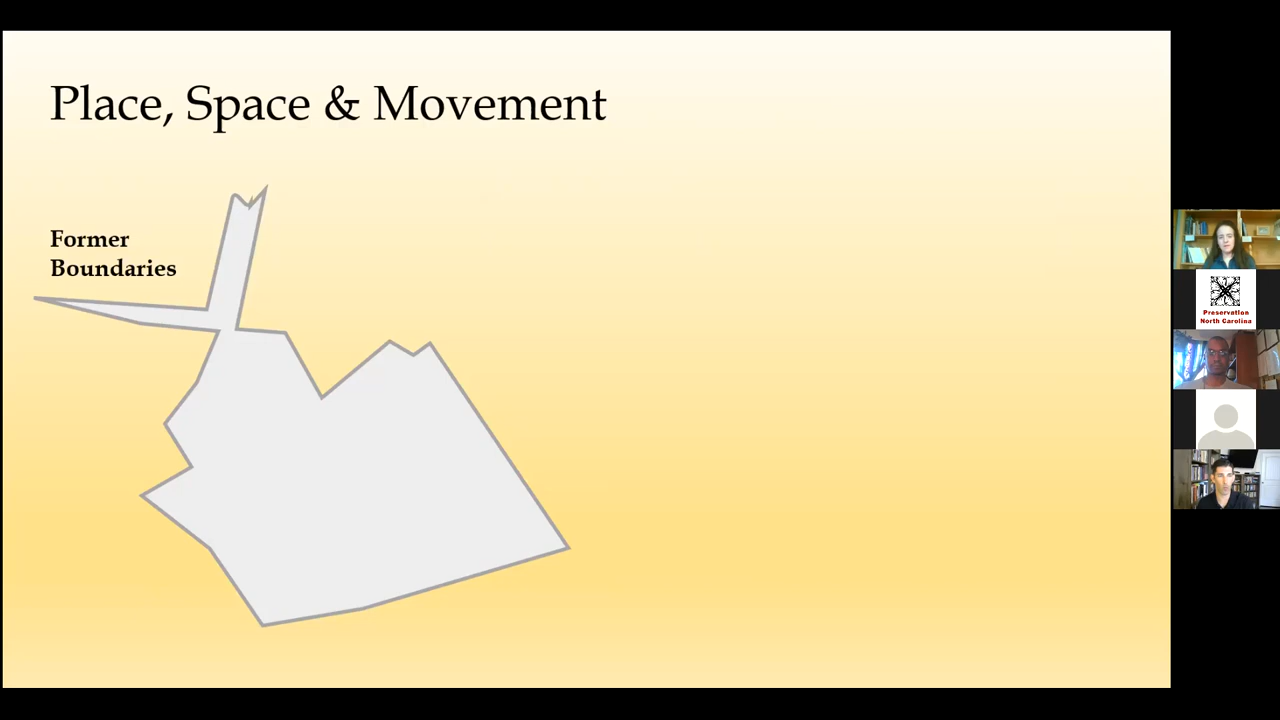 Place, Space & Movement
Former
Boundaries
Preservation
North Carolina